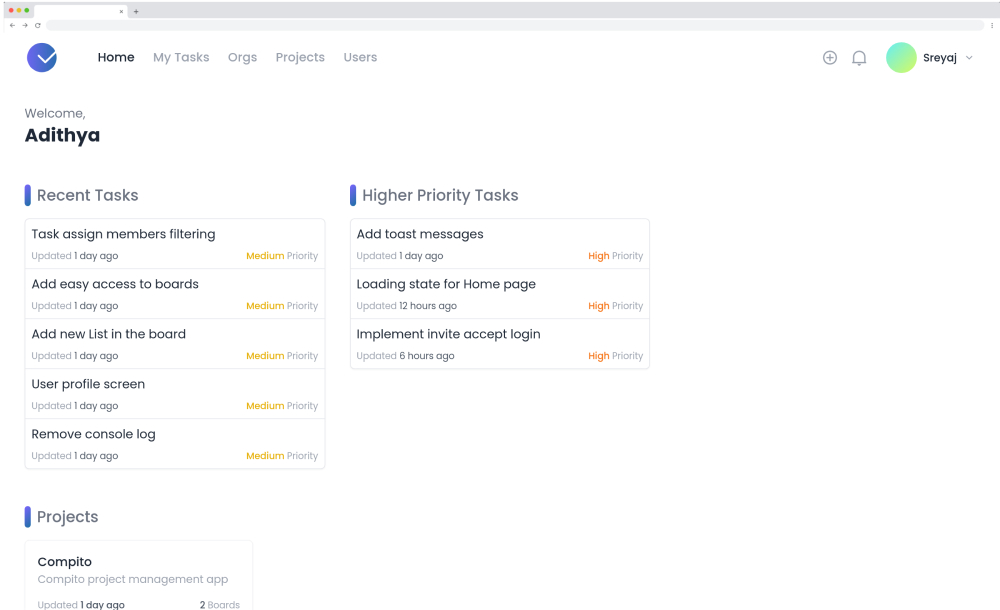 Home My Tasks Orgs Projects Users Sreyaj
Welcome,
Adithya
Recent Tasks
Task assign members filtering
Updated 1 day ago Medium Priority
Add easy access to boards
Updated 1 day ago Medium Priority
Add new List in the board
Updated 1 day ago Medium Priority
User profile screen
Updated 1 day ago Medium Priority
Remove console log
Updated 1 day ago Medium Priority
Higher Priority Tasks
Add toast messages
Updated 1 day ago High Priority
Loading state for Home page
Updated 12 hours ago High Priority
Implement invite accept login
Updated 6 hours ago High Priority
Projects
Compito
Compito project management app
Updated 1 day ago 2 Boards